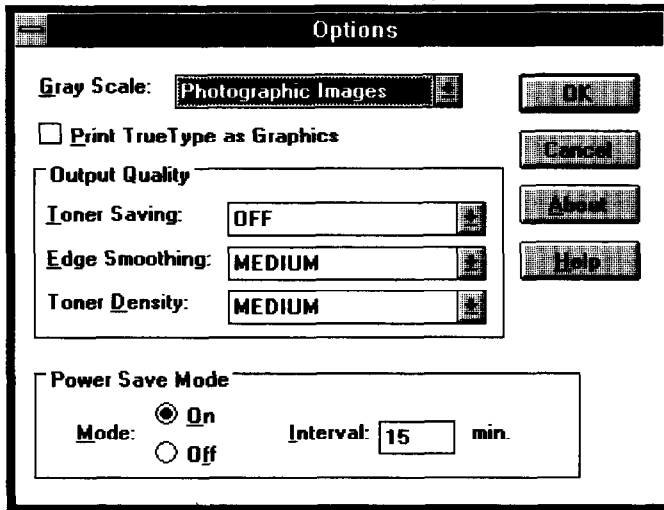 Options
Gray Scale: Photographic Images
OK
Print TrueType as Graphics
Cancel
Output Quality
Toner Saving: OFF
About
Edge Smoothing: MEDIUM
Help
Toner Density: MEDIUM
Power Save Mode
Mode: On
Off
Interval: 15 min.